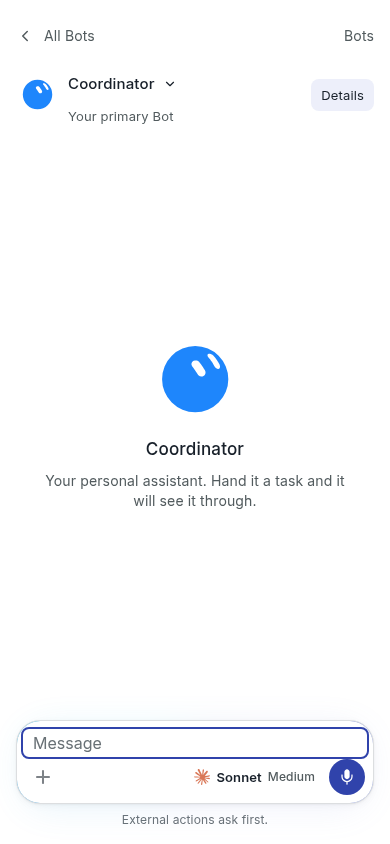 All Bots
Bots
Coordinator
Your primary Bot
Details
Coordinator
Your personal assistant. Hand it a task and it
will see it through.
Message
Sonnet Medium
External actions ask first.